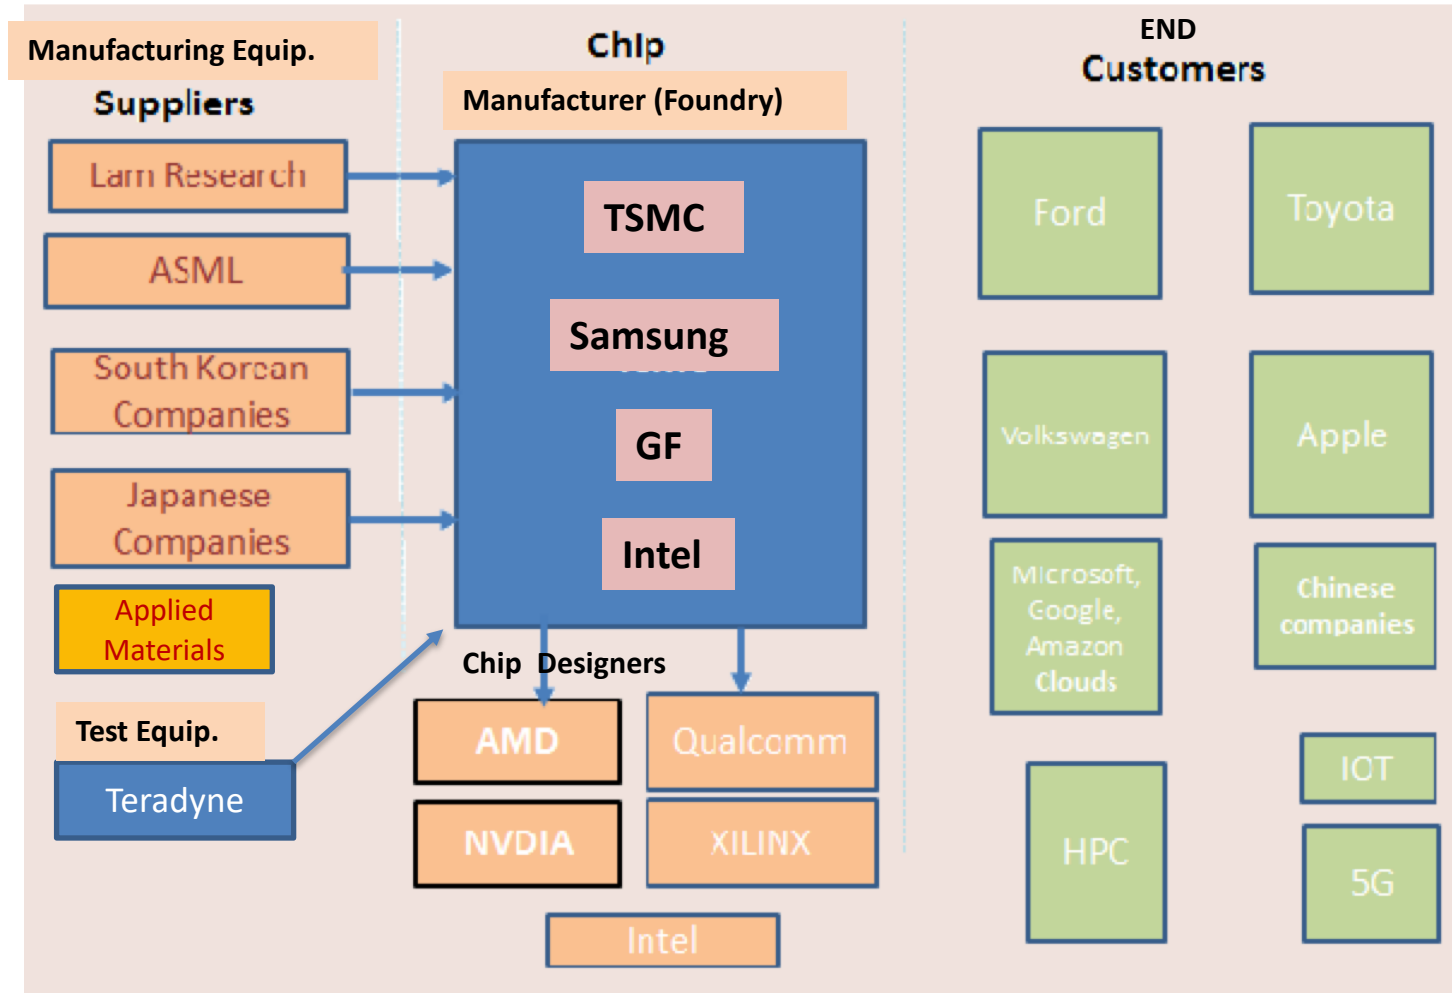 Manufacturing Equip.
Suppliers
Lam Research
ASML
South Korean
Companies
Japanese
Companies
Applied
Materials
Test Equip.
Teradyne
Chip
Manufacturer (Foundry)
TSMC
Samsung
GF
Intel
Chip Designers
AMD
Qualcomm
NVDIA
XILINX
Intel
END
Customers
Ford
Toyota
Volkswagen
Apple
Microsoft,
Google,
Amazon
Clouds
Chinese
companies
HPC
IOT
5G